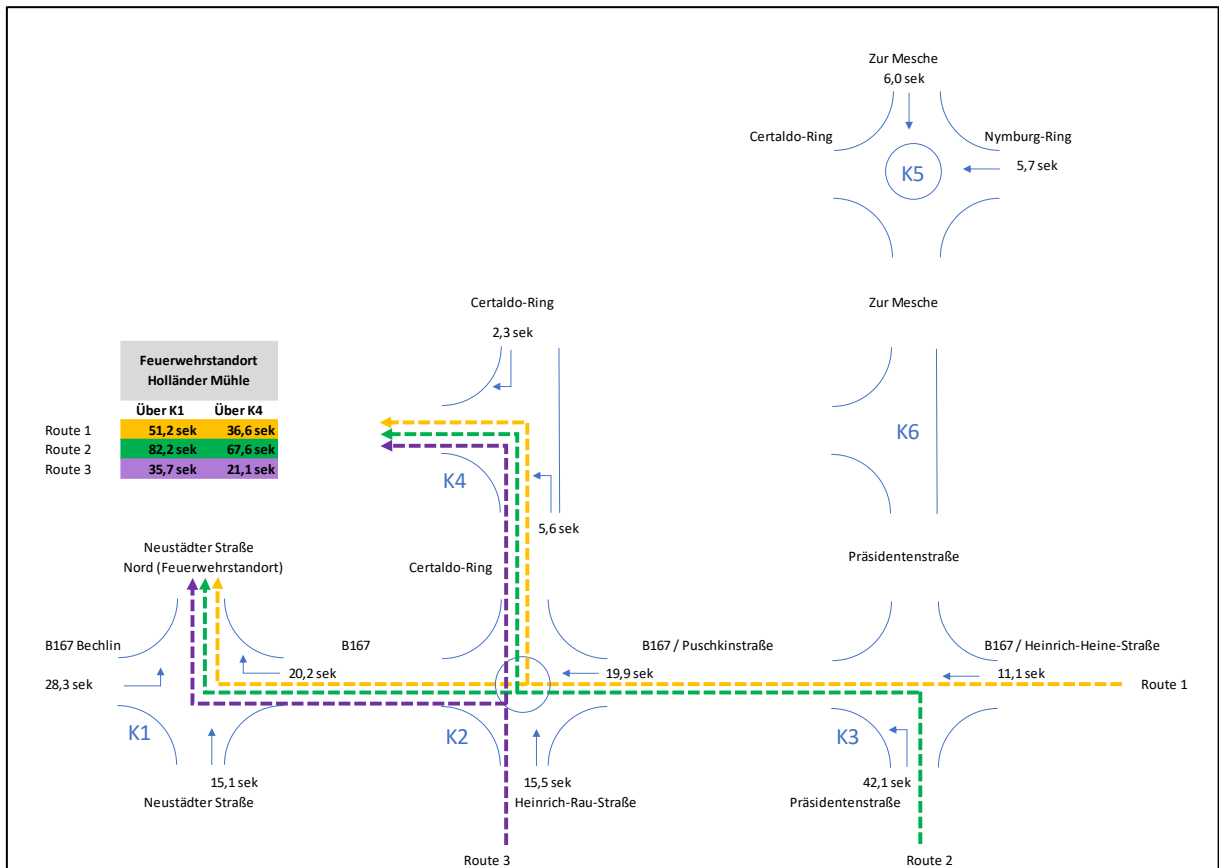 Zur Mesche
6,0 sek
Certaldo-Ring
Nymburg-Ring
K5
5,7 sek
Certaldo-Ring
2,3 sek
Zur Mesche
Feuerwehrstandort
Holländer Mühle
Über K1 Über K4
Route 1 51,2 sek 36,6 sek
Route 2 82,2 sek 67,6 sek
Route 3 35,7 sek 21,1 sek
K6
K4
5,6 sek
Neustädter Straße
Nord (Feuerwehrstandort)
Certaldo-Ring
Präsidentenstraße
B167 Bechlin
B167
B167 / Puschkinstraße
B167 / Heinrich-Heine-Straße
28,3 sek
20,2 sek
19,9 sek
11,1 sek
Route 1
K1
K2
K3
15,1 sek
15,5 sek
42,1 sek
Neustädter Straße
Heinrich-Rau-Straße
Präsidentenstraße
Route 3
Route 2